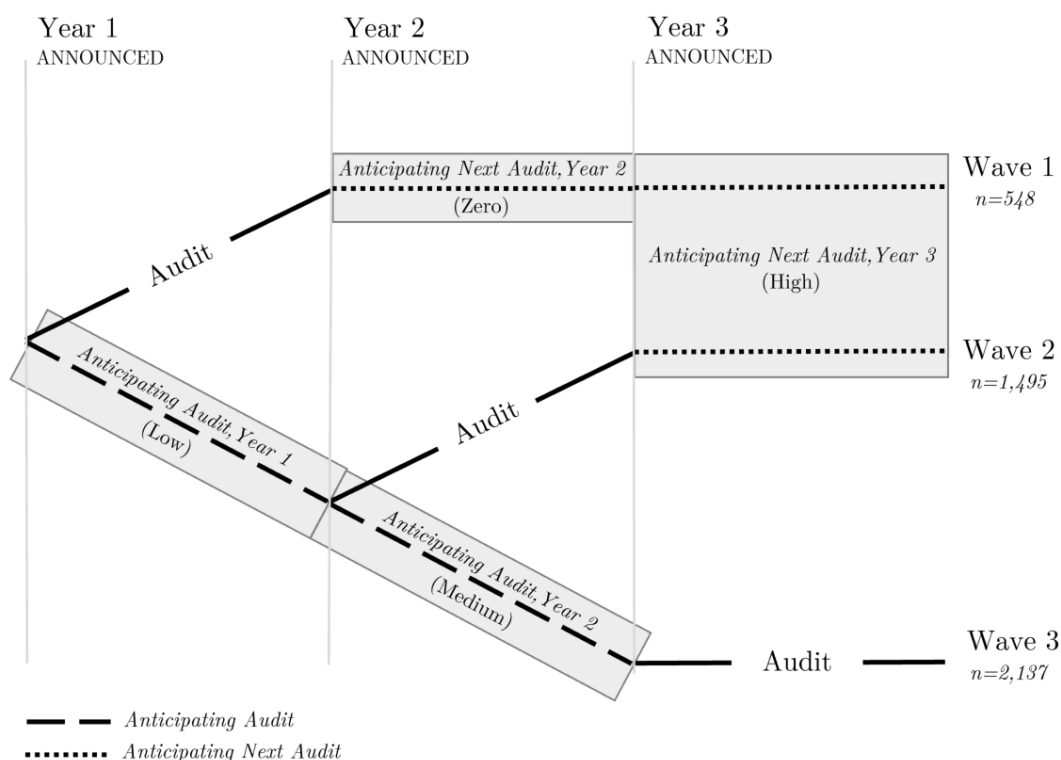 Year 1
ANNOUNCED
Year 2
ANNOUNCED
Year 3
ANNOUNCED
Anticipating Next Audit, Year 2
(Zero)
Wave 1
n=548
Audit
Anticipating Next Audit, Year 3
(High)
Anticipating Audit, Year 1
(Low)
Wave 2
n=1,495
Audit
Anticipating Audit, Year 2
(Medium)
Audit
Wave 3
n=2,137
Anticipating Audit
Anticipating Next Audit